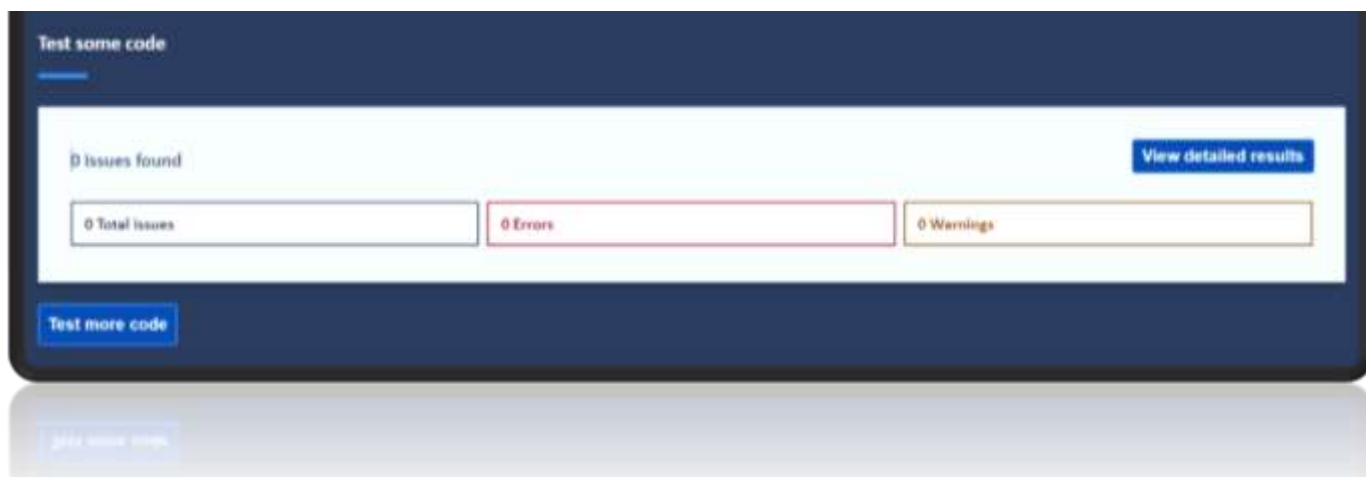 Test some code
0 issues found
View detailed results
0 Total issues
0 Errors
0 Warnings
Test more code